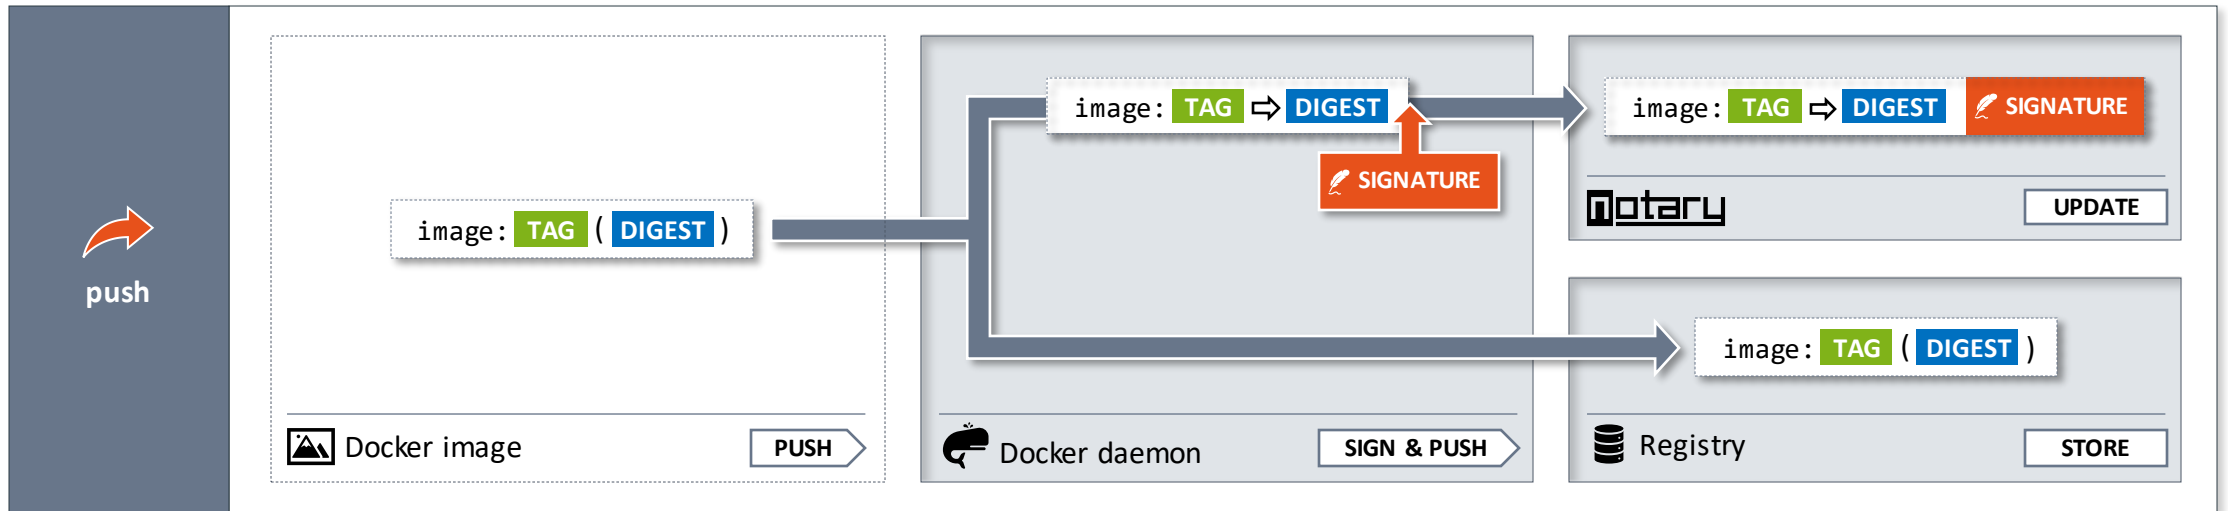 push
image: TAG ( DIGEST )
Docker image
PUSH
image: TAG ⇨ DIGEST
SIGNATURE
Docker daemon
SIGN & PUSH
image: TAG ⇨ DIGEST SIGNATURE
notary
UPDATE
image: TAG ( DIGEST )
Registry
STORE